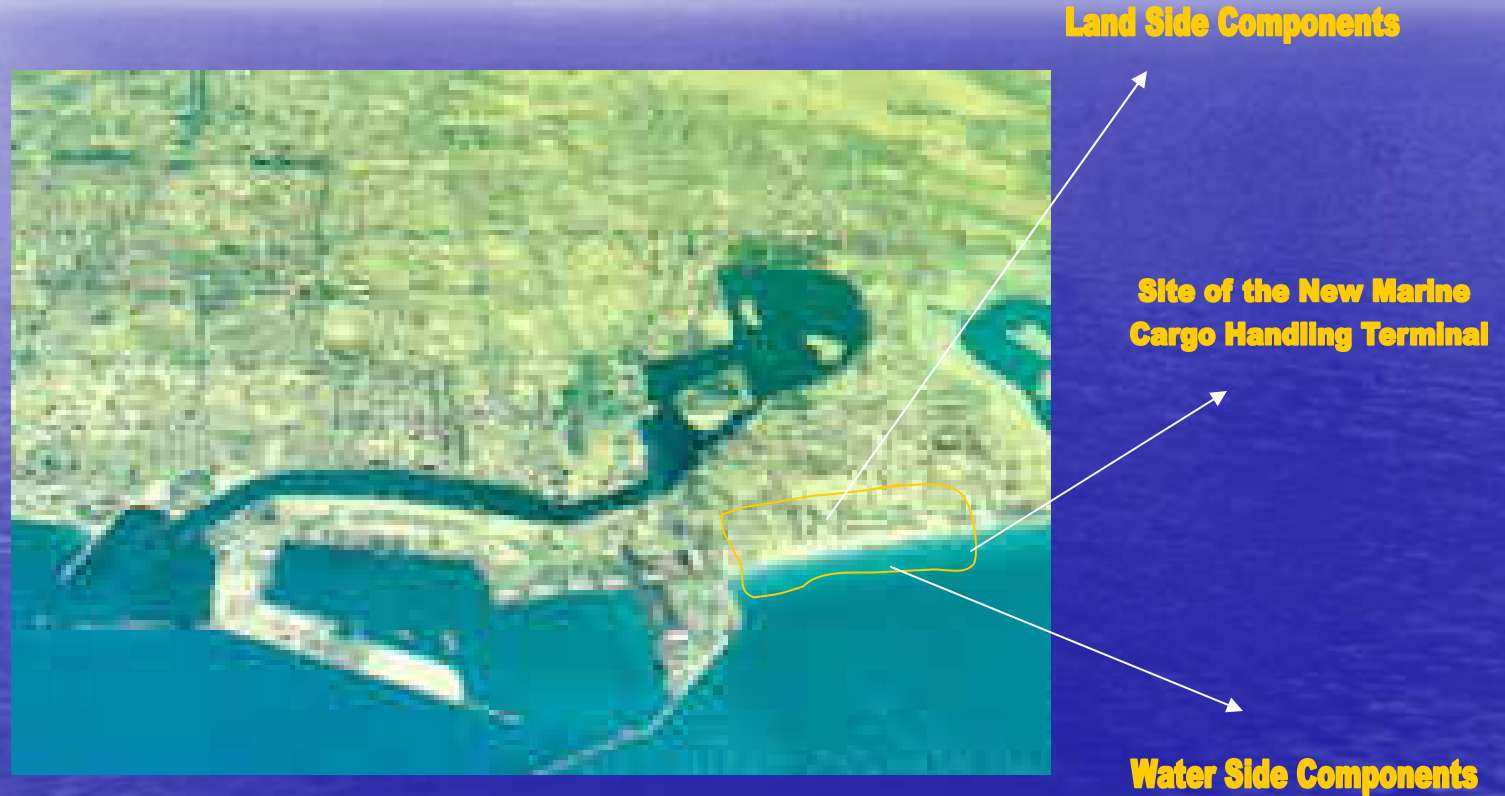 Land Side Components
Site of the New Marine
Cargo Handling Terminal
Water Side Components